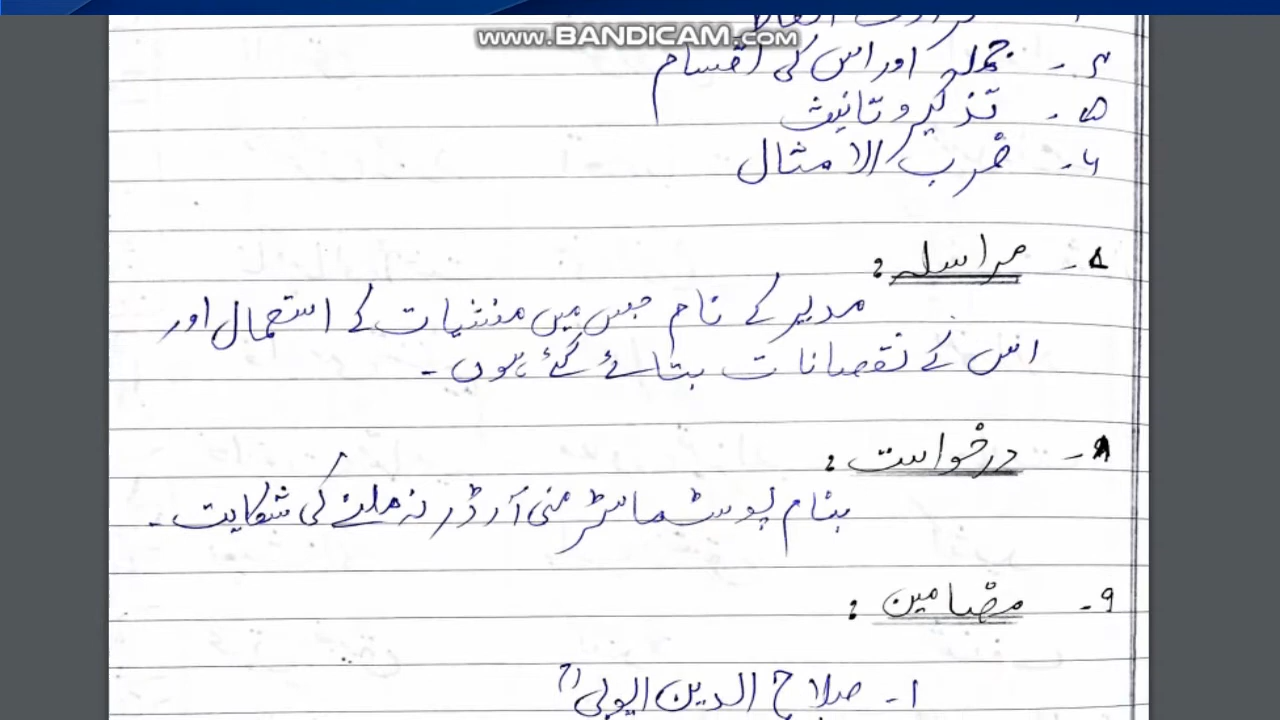 www.BANDICAM.com
۴۔ جملہ اور اس کی اقسام
۵۔ تذکیر و تانیث
۶۔ ضرب الامثال
مراسلہ :
مدیر کے نام جس میں منشیات کے استعمال اور
اس کے نقصانات بتائے گئے ہوں۔
۸۔ درخواست :
بنام پوسٹ ماسٹر منی آرڈر نہ ملنے کی شکایت۔
۹۔ مضامین :
۱۔ صلاح الدین ایوبیؒ